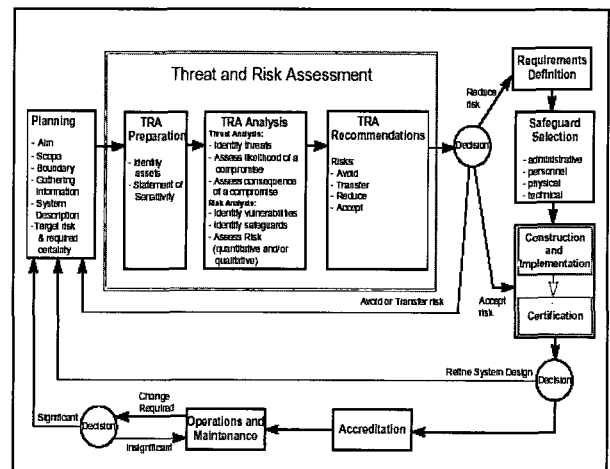 Threat and Risk Assessment
Planning
- Aim
- Scope
- Boundary
- Gathering
Information
- System
Description
-Target risk
& required
certainty
TRA
Preparation
- Identify
assets
- Statement of
Sensitivity
TRA Analysis
Threat Analysis:
- Identify threats
- Assess likelihood of a
compromise
- Assess consequence
of a compromise
Risk Analysis:
- Identify vulnerabilities
- Identify safeguards
- Assess Risk
(quantitative and/or
qualitative)
TRA
Recommendations
Risks:
- Avoid
- Transfer
- Reduce
- Accept
Decision
Reduce
risk
Requirements
Definition
Safeguard
Selection
- administrative
- personnel
- physical
- technical
Construction and
Implementation
Certification
Accept
risk
Avoid or Transfer risk
Refine System Design
Decision
Accreditation
Operations and
Maintenance
Change
Required
Decision
Significant
Insignificant